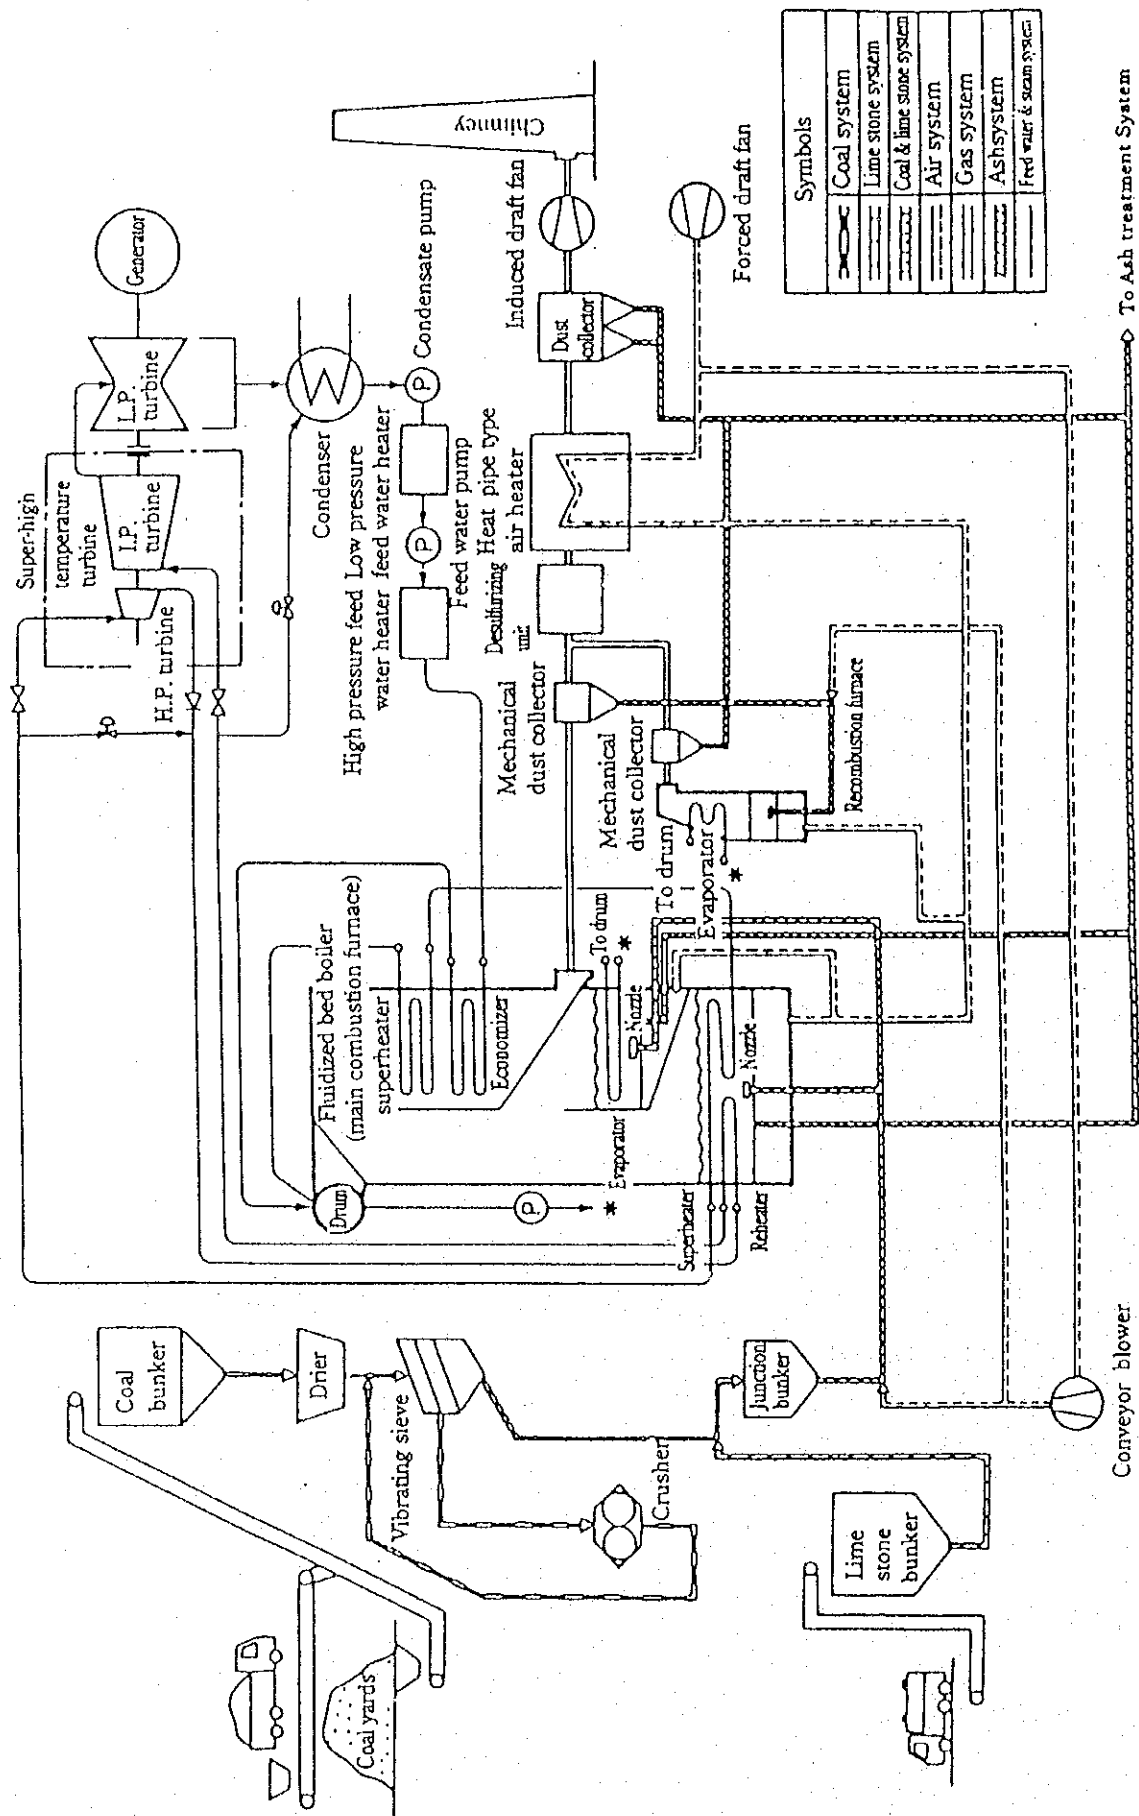 Coal yards
Coal
bunker
Drier
Vibrating sieve
Crusher
Lime
stone
bunker
Junction
bunker
Conveyor blower
Super-high
temperature
turbine
H.P. turbine
I.P.
turbine
L.P.
turbine
Generator
Condenser
P
Condensate pump
High pressure feed
water heater
Low pressure
feed water heater
P
Feed water pump
Fluidized bed boiler
(main combustion furnace)
Drum
superheater
Economizer
P
*
Evaporator
To drum
*
Nozzle
Superheater
Reheater
Nozzle
Mechanical
dust collector
Mechanical
dust collector
To drum
Evaporator
*
Recombustion furnace
Desulfurizing
unit
Heat pipe type
air heater
Dust
collector
Induced draft fan
Chimney
Forced draft fan
Symbols
Coal system
Lime stone system
Coal & lime stone system
Air system
Gas system
Ashsystem
Feed water & steam system
To Ash treatment System